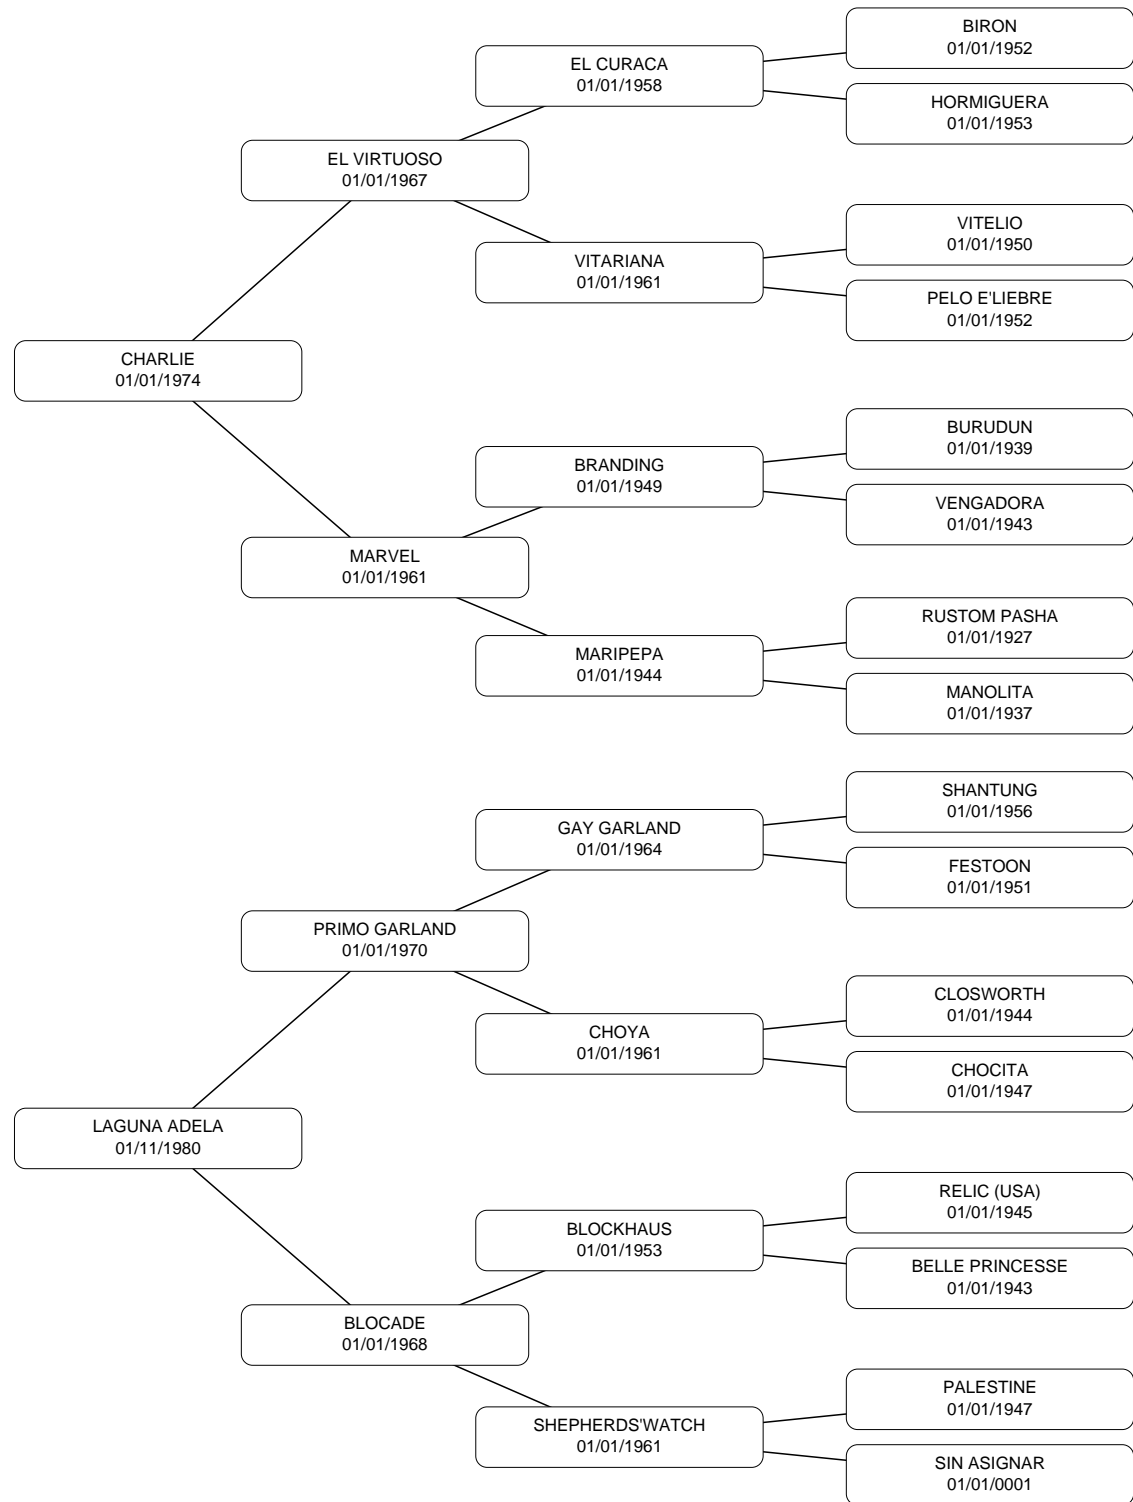 BIRON
01/01/1952
EL CURACA
01/01/1958
HORMIGUERA
01/01/1953
EL VIRTUOSO
01/01/1967
VITELIO
01/01/1950
VITARIANA
01/01/1961
PELO E'LIEBRE
01/01/1952
CHARLIE
01/01/1974
BURUDUN
01/01/1939
BRANDING
01/01/1949
VENGADORA
01/01/1943
MARVEL
01/01/1961
RUSTOM PASHA
01/01/1927
MARIPEPA
01/01/1944
MANOLITA
01/01/1937
SHANTUNG
01/01/1956
GAY GARLAND
01/01/1964
FESTOON
01/01/1951
PRIMO GARLAND
01/01/1970
CLOSWORTH
01/01/1944
CHOYA
01/01/1961
CHOCITA
01/01/1947
LAGUNA ADELA
01/11/1980
RELIC (USA)
01/01/1945
BLOCKHAUS
01/01/1953
BELLE PRINCESSE
01/01/1943
BLOCADE
01/01/1968
PALESTINE
01/01/1947
SHEPHERDS'WATCH
01/01/1961
SIN ASIGNAR
01/01/0001